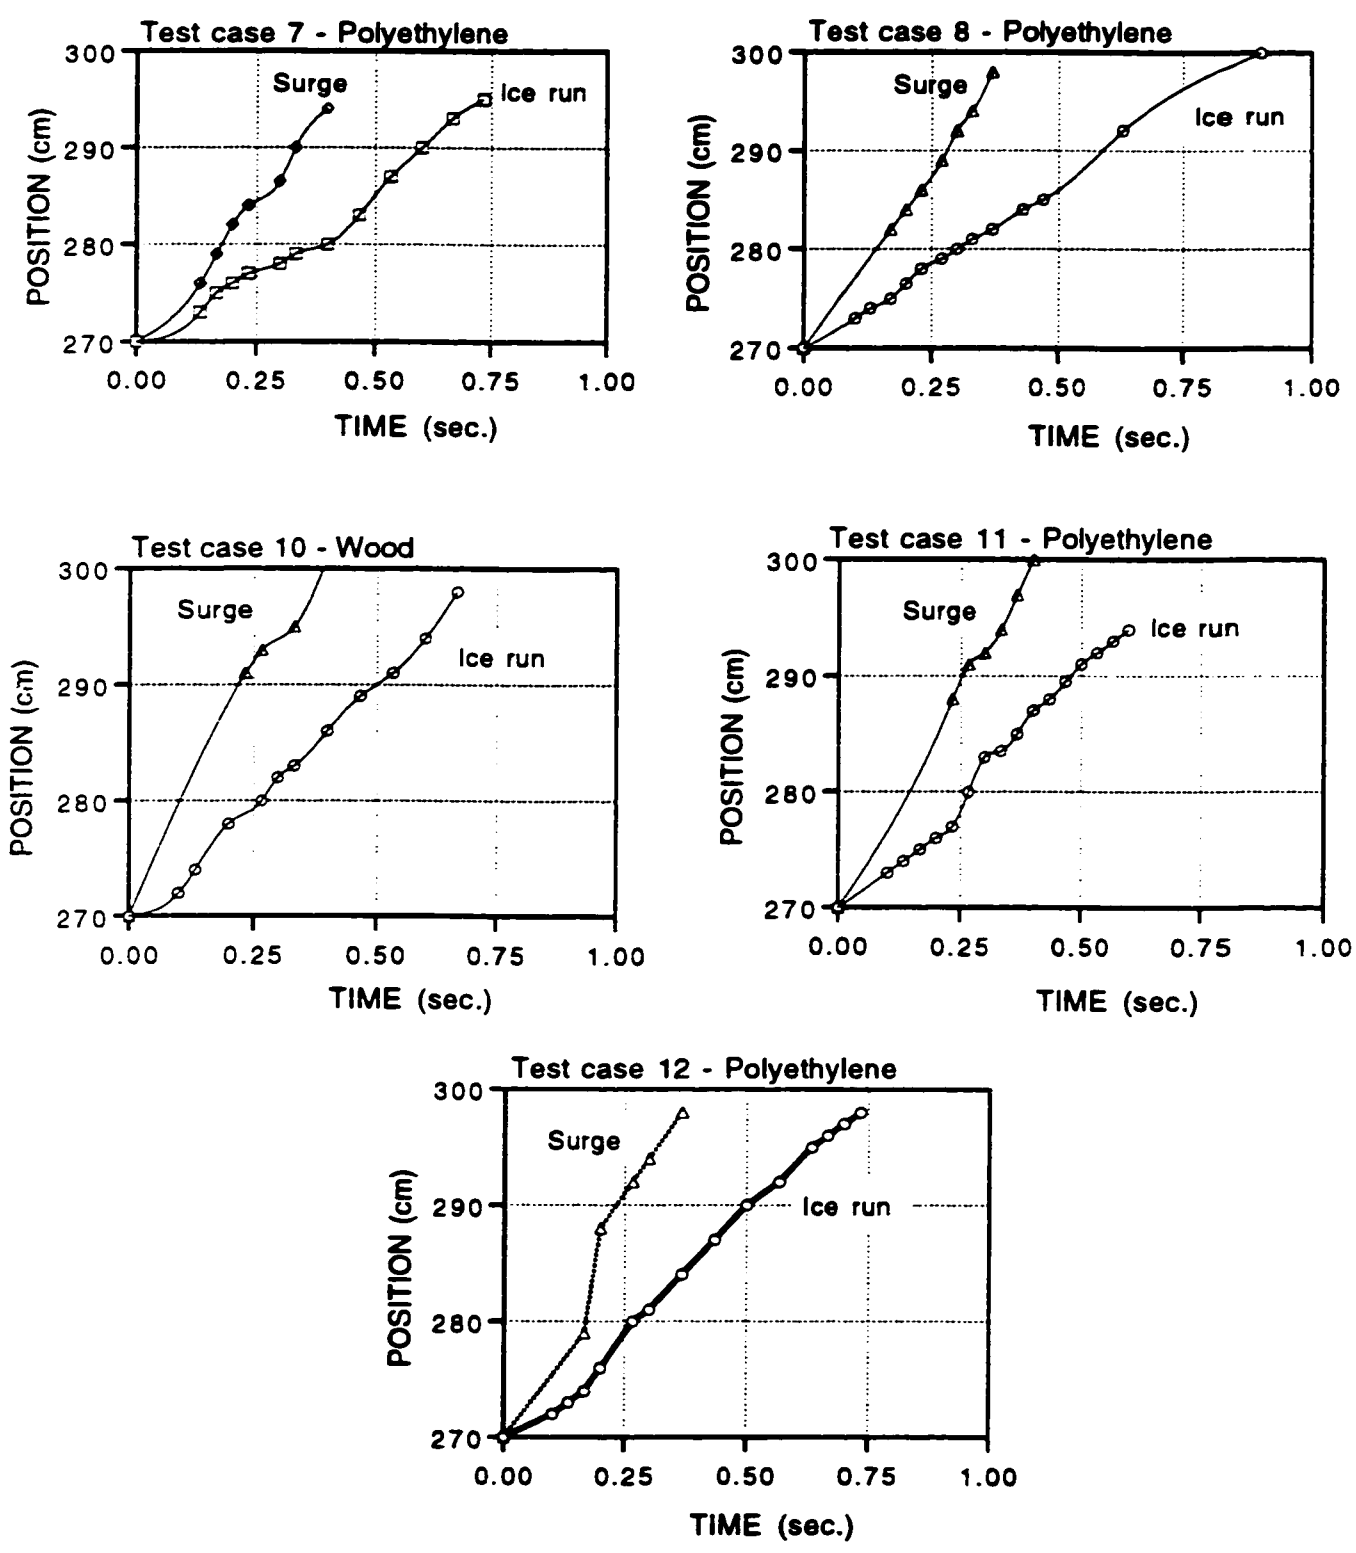 Test case 7 - Polyethylene
300
290
280
270
POSITION (cm)
Surge
Ice run
0.00 0.25 0.50 0.75 1.00
TIME (sec.)
Test case 8 - Polyethylene
300
290
280
270
POSITION (cm)
Surge
Ice run
0.00 0.25 0.50 0.75 1.00
TIME (sec.)
Test case 10 - Wood
300
290
280
270
POSITION (cm)
Surge
Ice run
0.00 0.25 0.50 0.75 1.00
TIME (sec.)
Test case 11 - Polyethylene
300
290
280
270
POSITION (cm)
Surge
Ice run
0.00 0.25 0.50 0.75 1.00
TIME (sec.)
Test case 12 - Polyethylene
300
290
280
270
POSITION (cm)
Surge
Ice run
0.00 0.25 0.50 0.75 1.00
TIME (sec.)